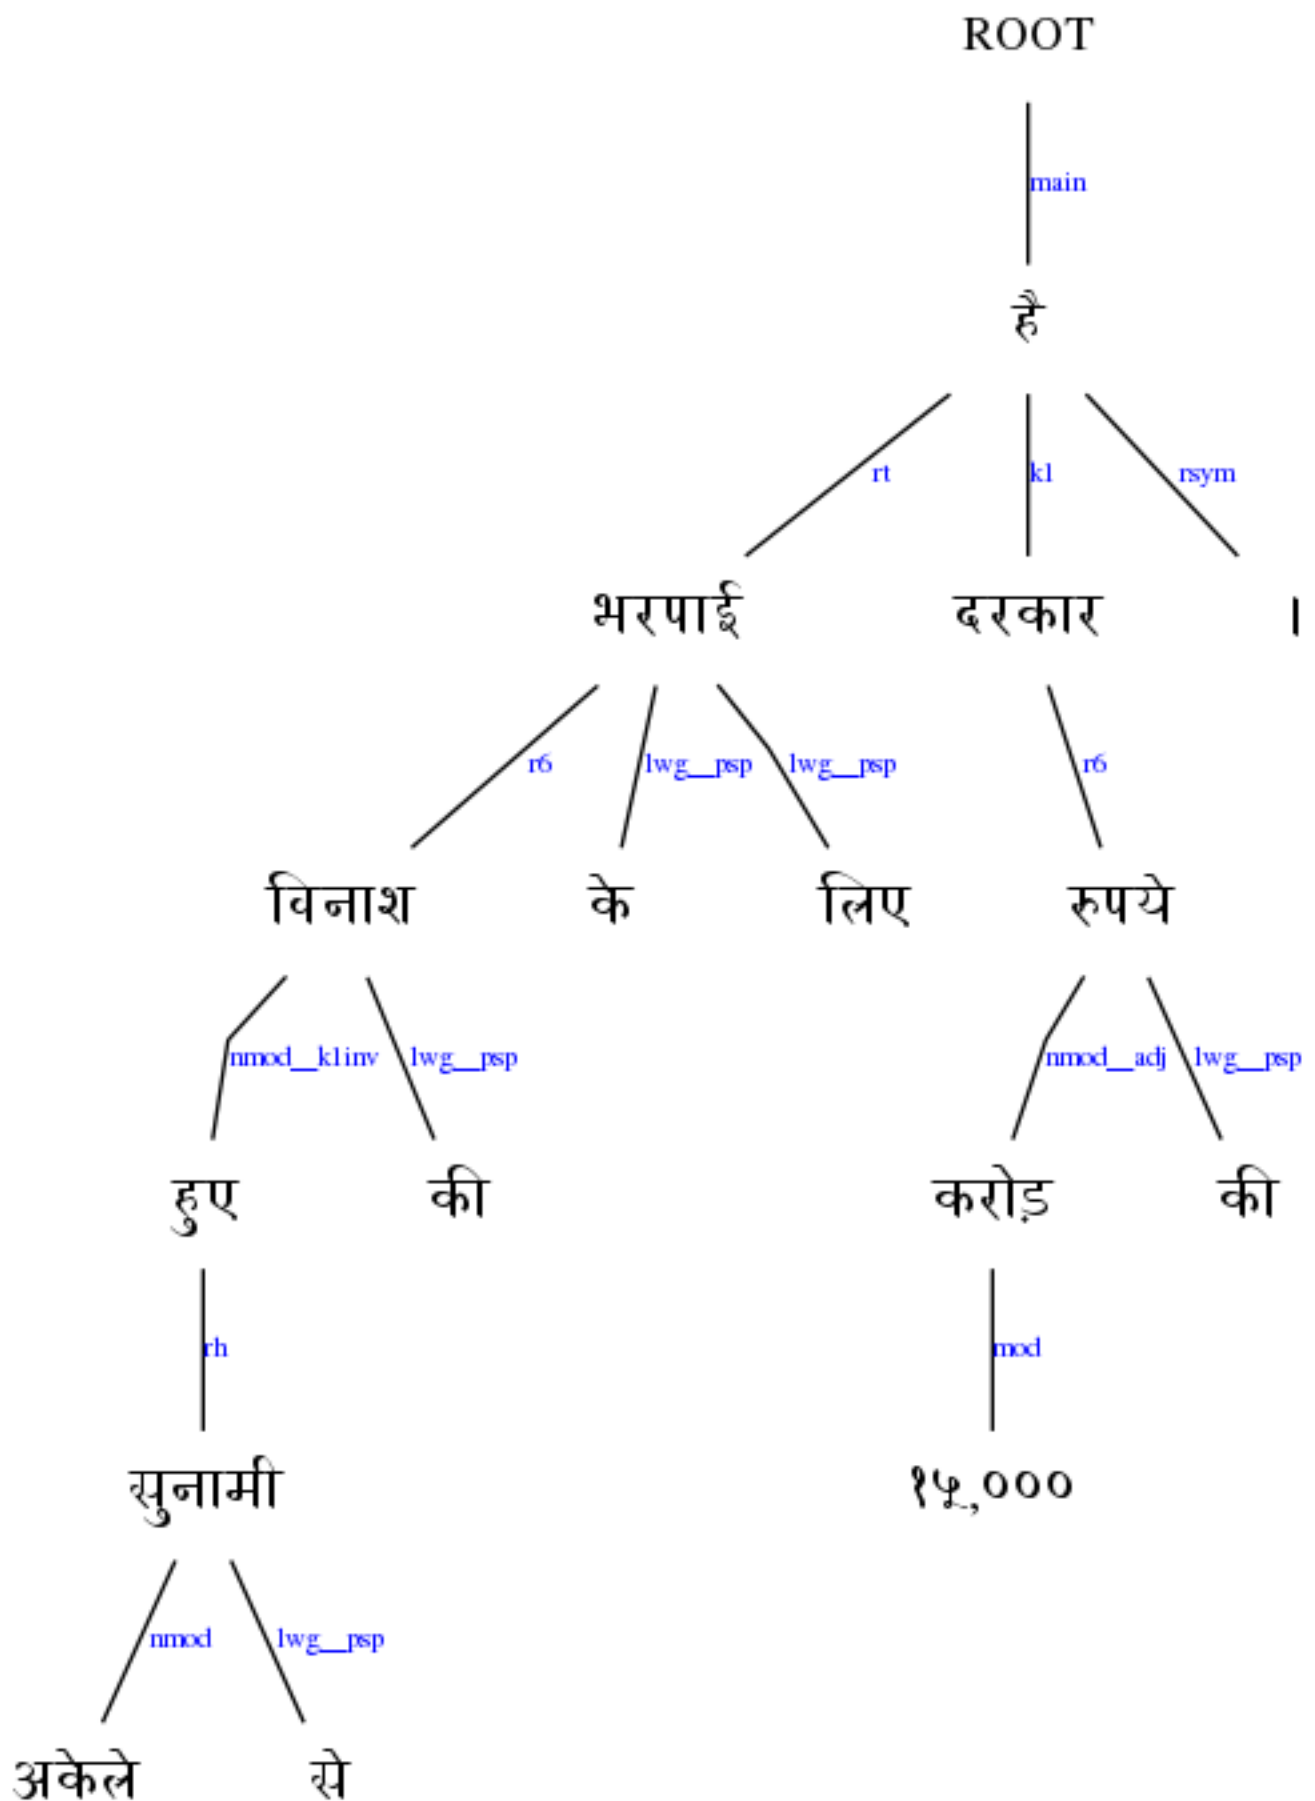 ROOT
main
है
rt k1 rsym
भरपाई दरकार ।
r6 lwg__psp lwg__psp r6
विनाश के लिए रुपये
nmod__k1inv lwg__psp nmod__adj lwg__psp
हुए की करोड़ की
rh mod
सुनामी १५,०००
nmod lwg__psp
अकेले से